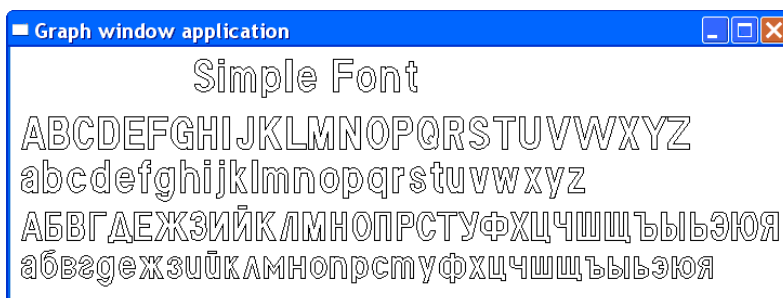 Graph window application
Simple Font
ABCDEFGHIJKLMNOPQRSTUVWXYZ
abcdefghijklmnopqrstuvwxyz
АБВГДЕЖЗИЙКЛМНОПРСТУФХЦЧШЩЪЫЬЭЮЯ
абвгдежзийклмнопрстуфхцчшщъыьэюя